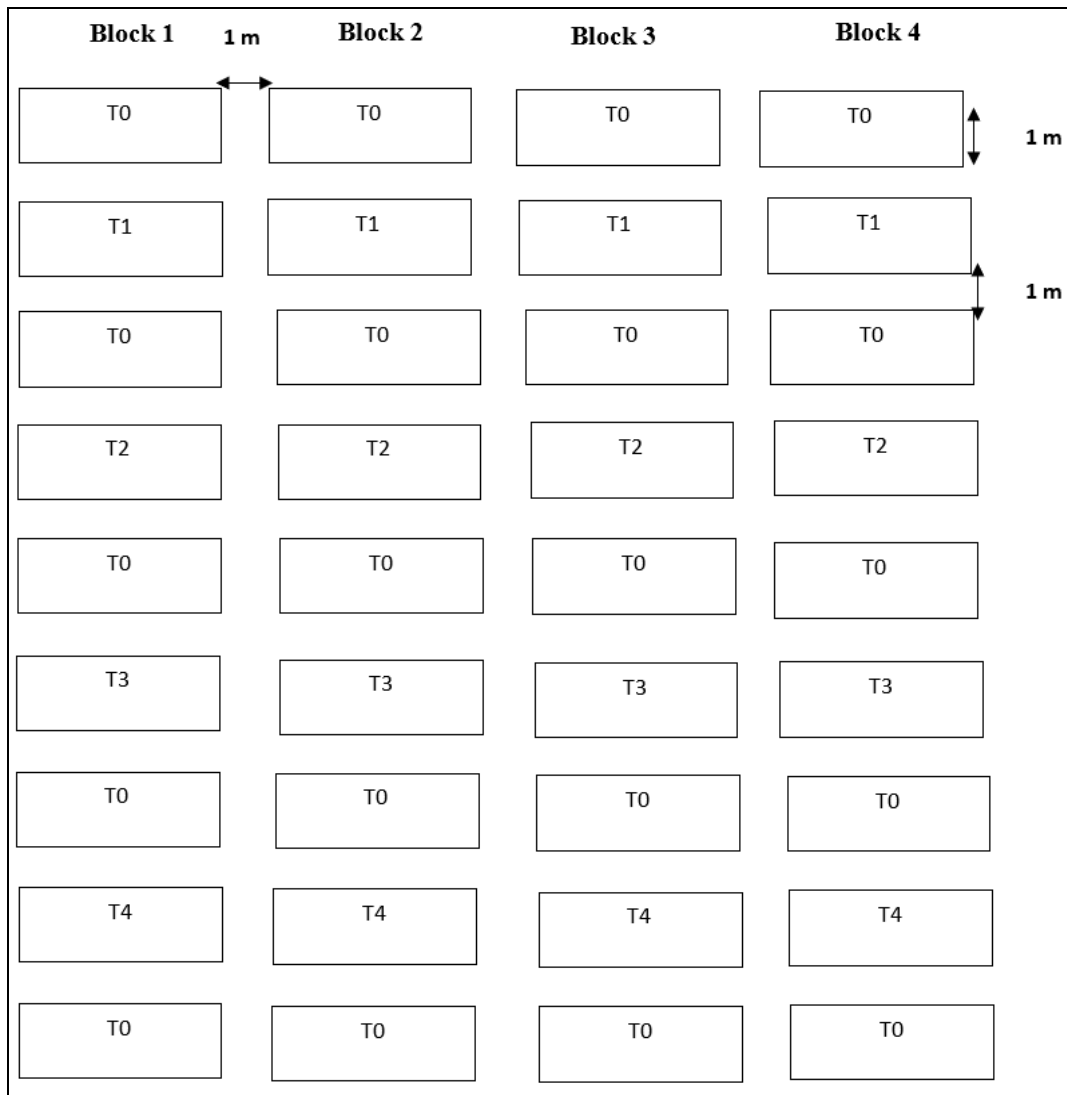 Block 1 1 m Block 2 Block 3 Block 4
T0 T0 T0 T0 1 m
T1 T1 T1 T1
1 m
T0 T0 T0 T0
T2 T2 T2 T2
T0 T0 T0 T0
T3 T3 T3 T3
T0 T0 T0 T0
T4 T4 T4 T4
T0 T0 T0 T0